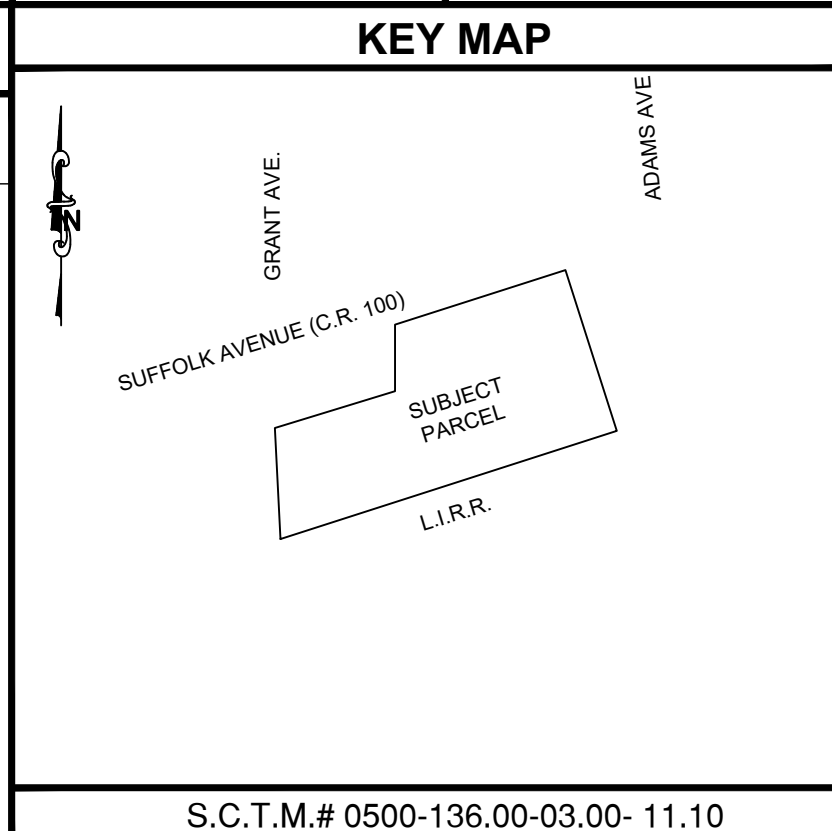 KEY MAP
N
GRANT AVE.
ADAMS AVE
SUFFOLK AVENUE (C.R. 100)
SUBJECT
PARCEL
L.I.R.R.
S.C.T.M.# 0500-136.00-03.00- 11.10